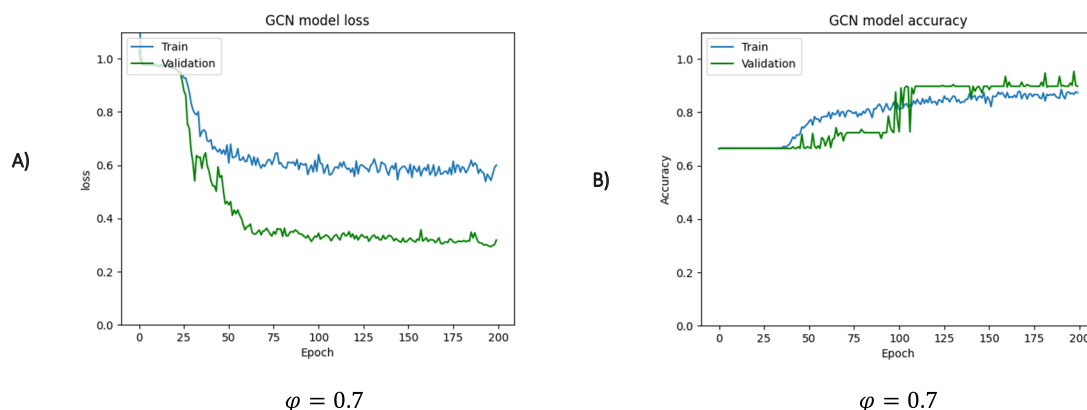 A)
GCN model loss
Train
Validation
loss
1.0
0.8
0.6
0.4
0.2
0.0
0
25
50
75
100
125
150
175
200
Epoch
φ = 0.7
B)
GCN model accuracy
Train
Validation
Accuracy
1.0
0.8
0.6
0.4
0.2
0.0
0
25
50
75
100
125
150
175
200
Epoch
φ = 0.7